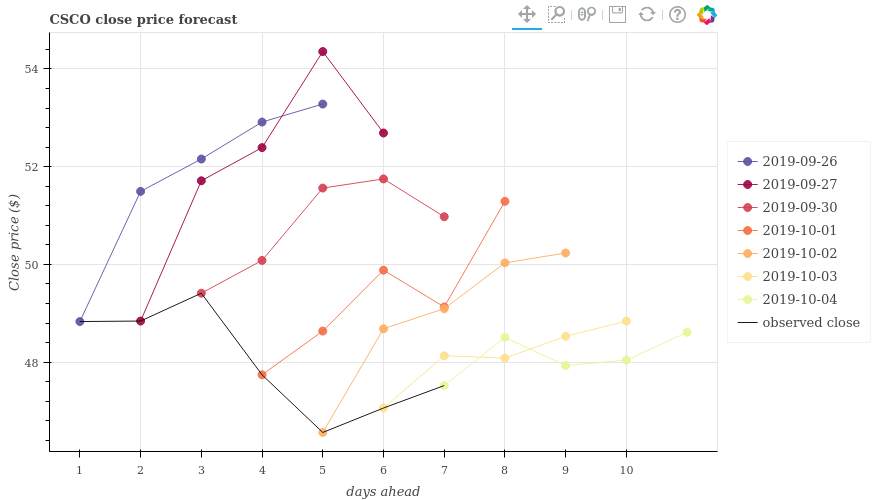 CSCO close price forecast
54
52
50
48
Close price ($)
1 2 3 4 5 6 7 8 9 10
days ahead
2019-09-26
2019-09-27
2019-09-30
2019-10-01
2019-10-02
2019-10-03
2019-10-04
observed close